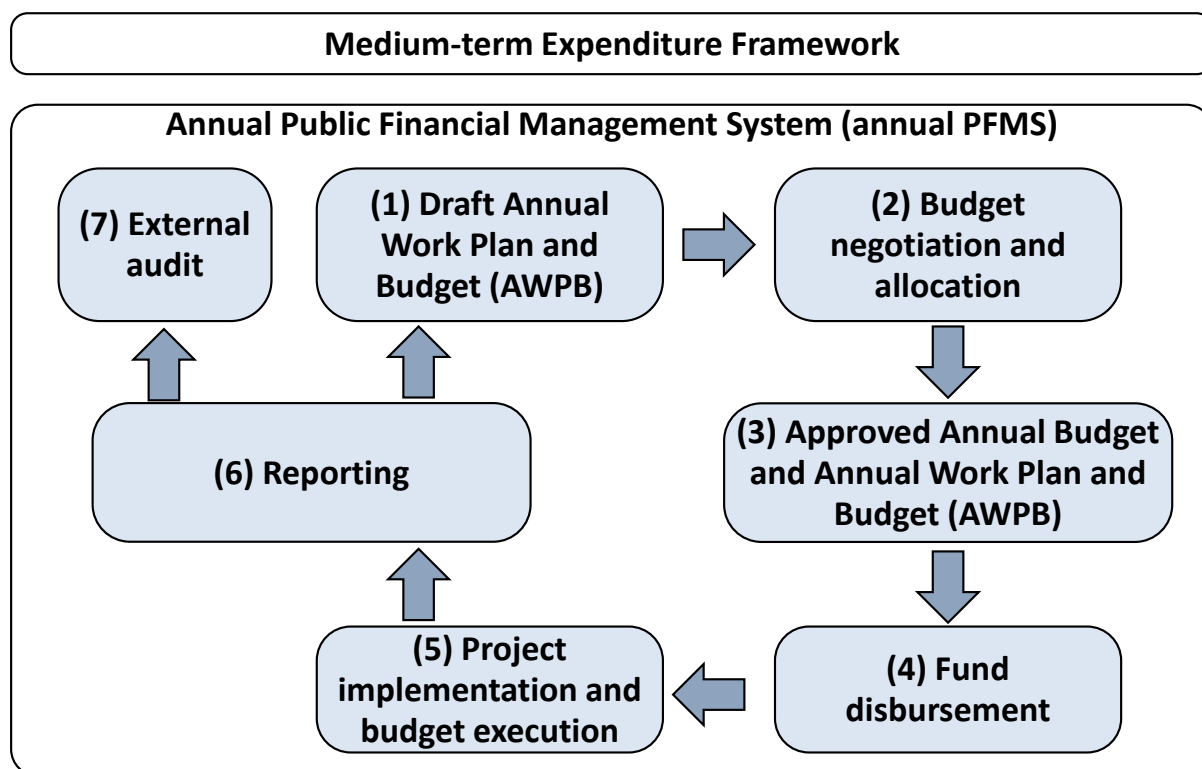 Medium-term Expenditure Framework
Annual Public Financial Management System (annual PFMS)
(7) External
audit
(1) Draft Annual
Work Plan and
Budget (AWPB)
(2) Budget
negotiation and
allocation
(6) Reporting
(3) Approved Annual Budget
and Annual Work Plan and
Budget (AWPB)
(5) Project
implementation and
budget execution
(4) Fund
disbursement